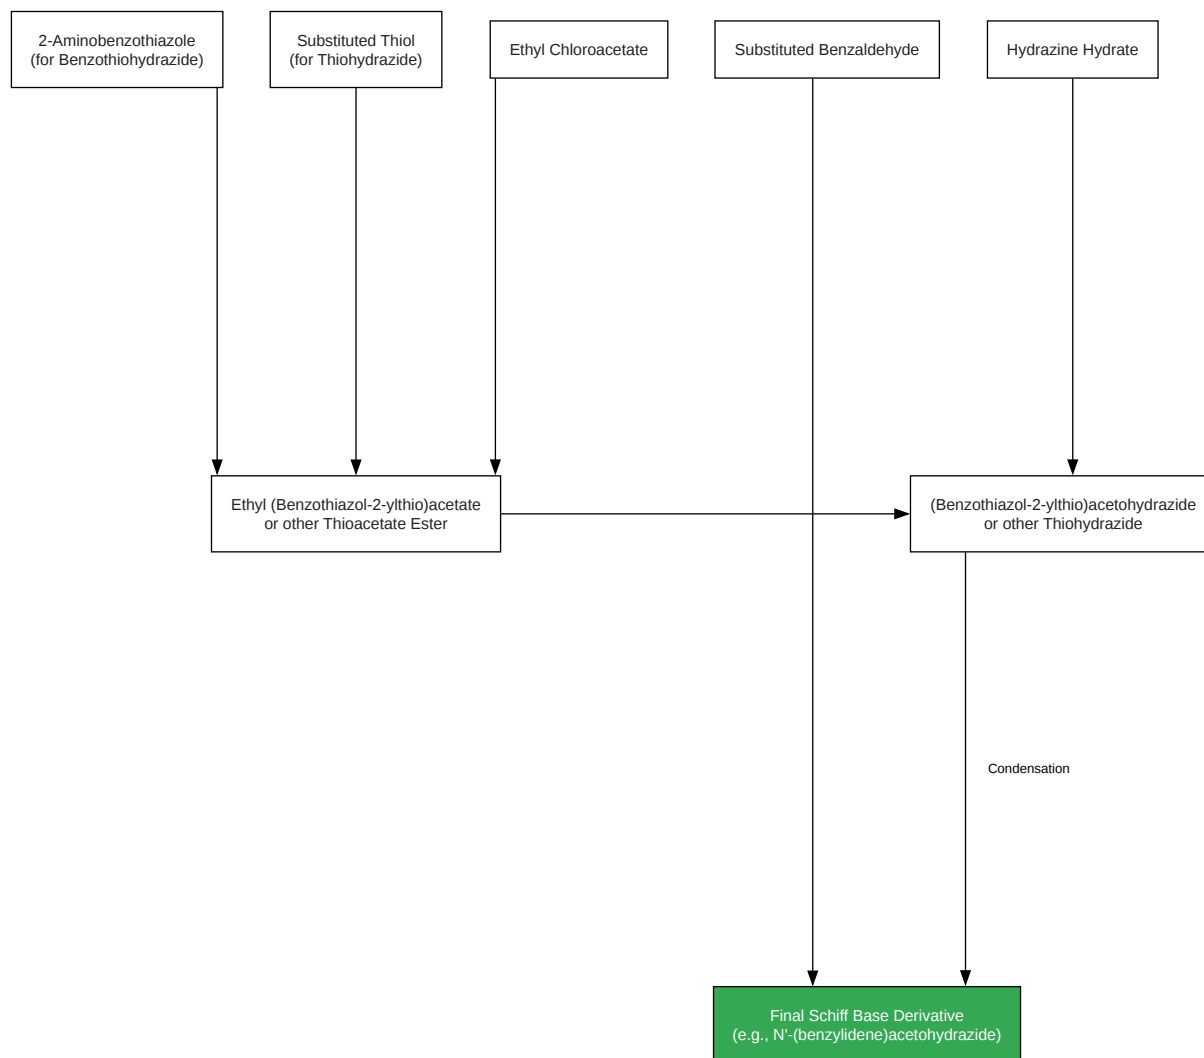 2-Aminobenzothiazole
(for Benzothiohydrazide)
Substituted Thiol
(for Thiohydrazide)
Ethyl Chloroacetate
Substituted Benzaldehyde
Hydrazine Hydrate
Ethyl (Benzothiazol-2-ylthio)acetate
or other Thioacetate Ester
(Benzothiazol-2-ylthio)acetohydrazide
or other Thiohydrazide
Condensation
Final Schiff Base Derivative
(e.g., N'-(benzylidene)acetohydrazide)